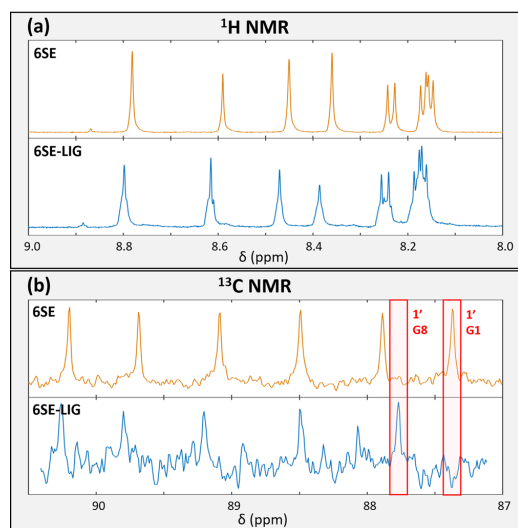 (a)
¹H NMR
6SE
6SE-LIG
9.0 8.8 8.6 8.4 8.2 8.0
δ (ppm)
(b)
¹³C NMR
6SE
1’
G8
1’
G1
6SE-LIG
90 89 88 87
δ (ppm)